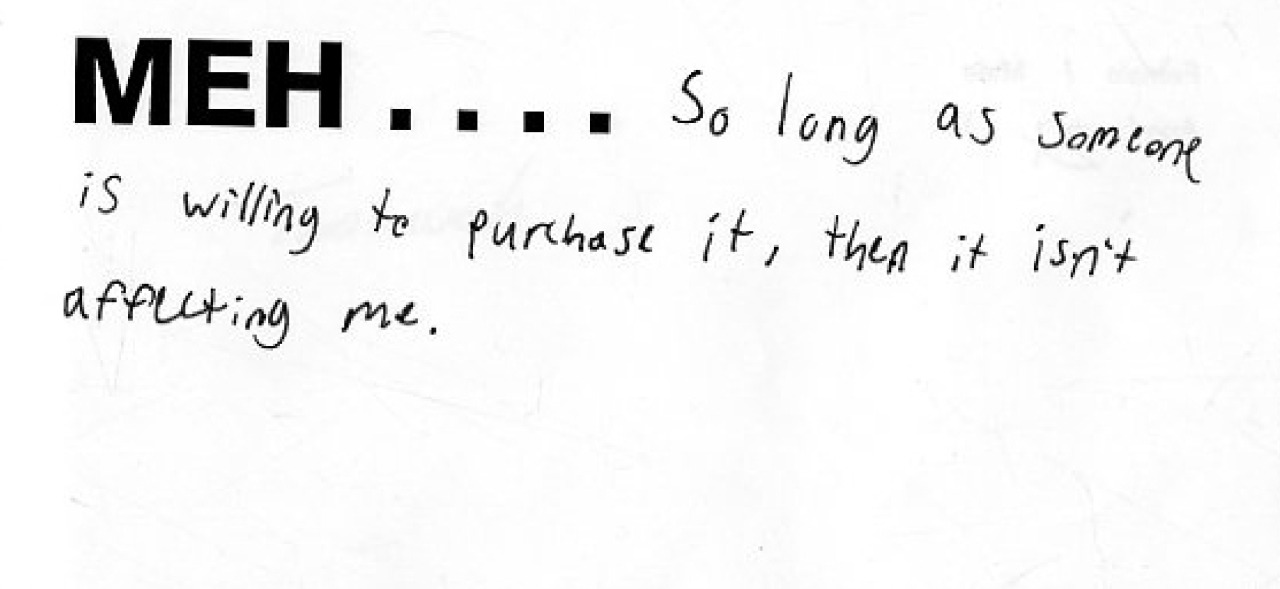 MEH . . . . So long as someone
is willing to purchase it, then it isn't
affecting me.